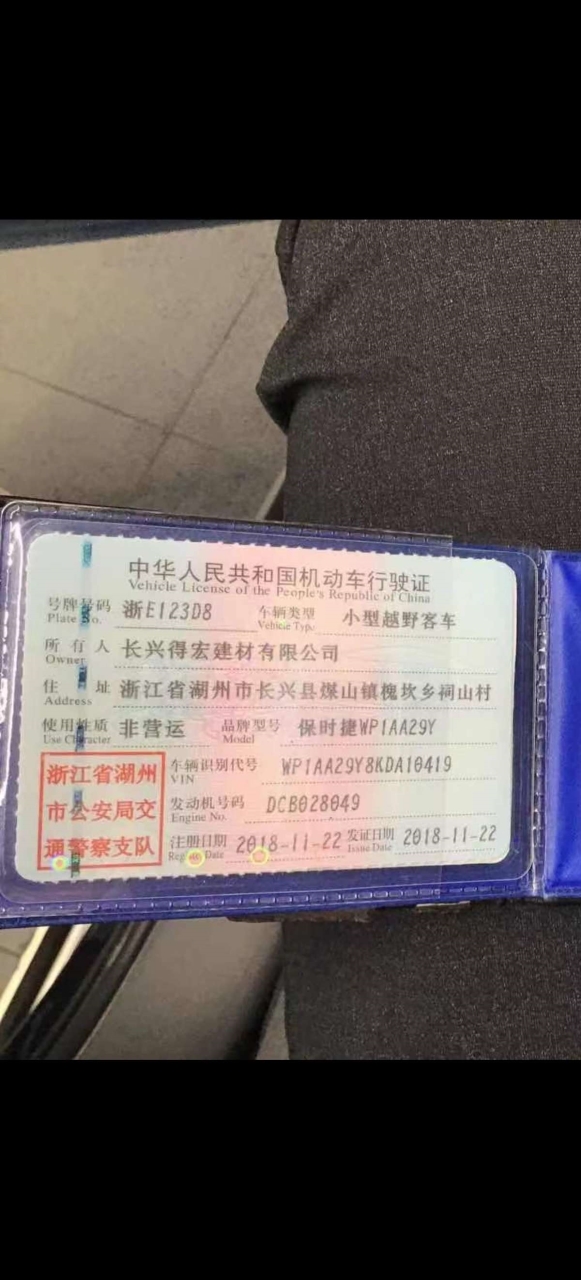 中华人民共和国机动车行驶证
Vehicle License of the People's Republic of China
号牌号码 浙E123D8 车辆类型 小型越野客车
Plate No. Vehicle Type
所有人 长兴得宏建材有限公司
Owner
住址 浙江省湖州市长兴县煤山镇槐坎乡祠山村
Address
使用性质 非营运 品牌型号 保时捷WP1AA29Y
Use Character Model
浙江省湖州
市公安局交
通警察支队
车辆识别代号 WP1AA29Y8KDA10419
VIN
发动机号码 DCB028049
Engine No.
注册日期 2018-11-22 发证日期 2018-11-22
Register Date Issue Date